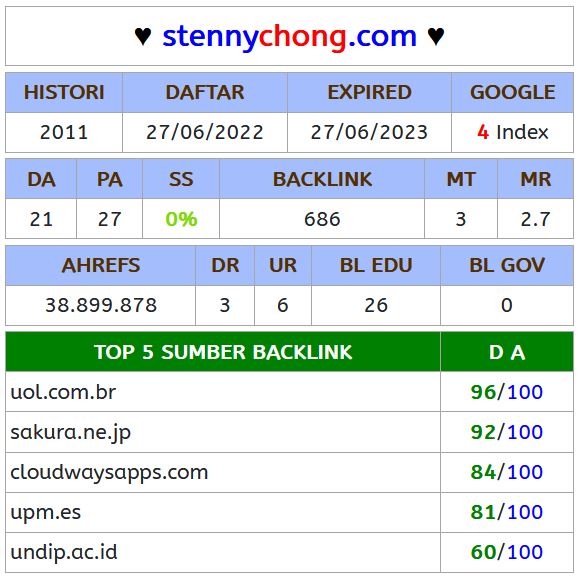 ♥ stennychong.com ♥
HISTORI DAFTAR EXPIRED GOOGLE
2011 27/06/2022 27/06/2023 4 Index
DA PA SS BACKLINK MT MR
21 27 0% 686 3 2.7
AHREFS DR UR BL EDU BL GOV
38.899.878 3 6 26 0
TOP 5 SUMBER BACKLINK D A
uol.com.br 96/100
sakura.ne.jp 92/100
cloudwaysapps.com 84/100
upm.es 81/100
undip.ac.id 60/100